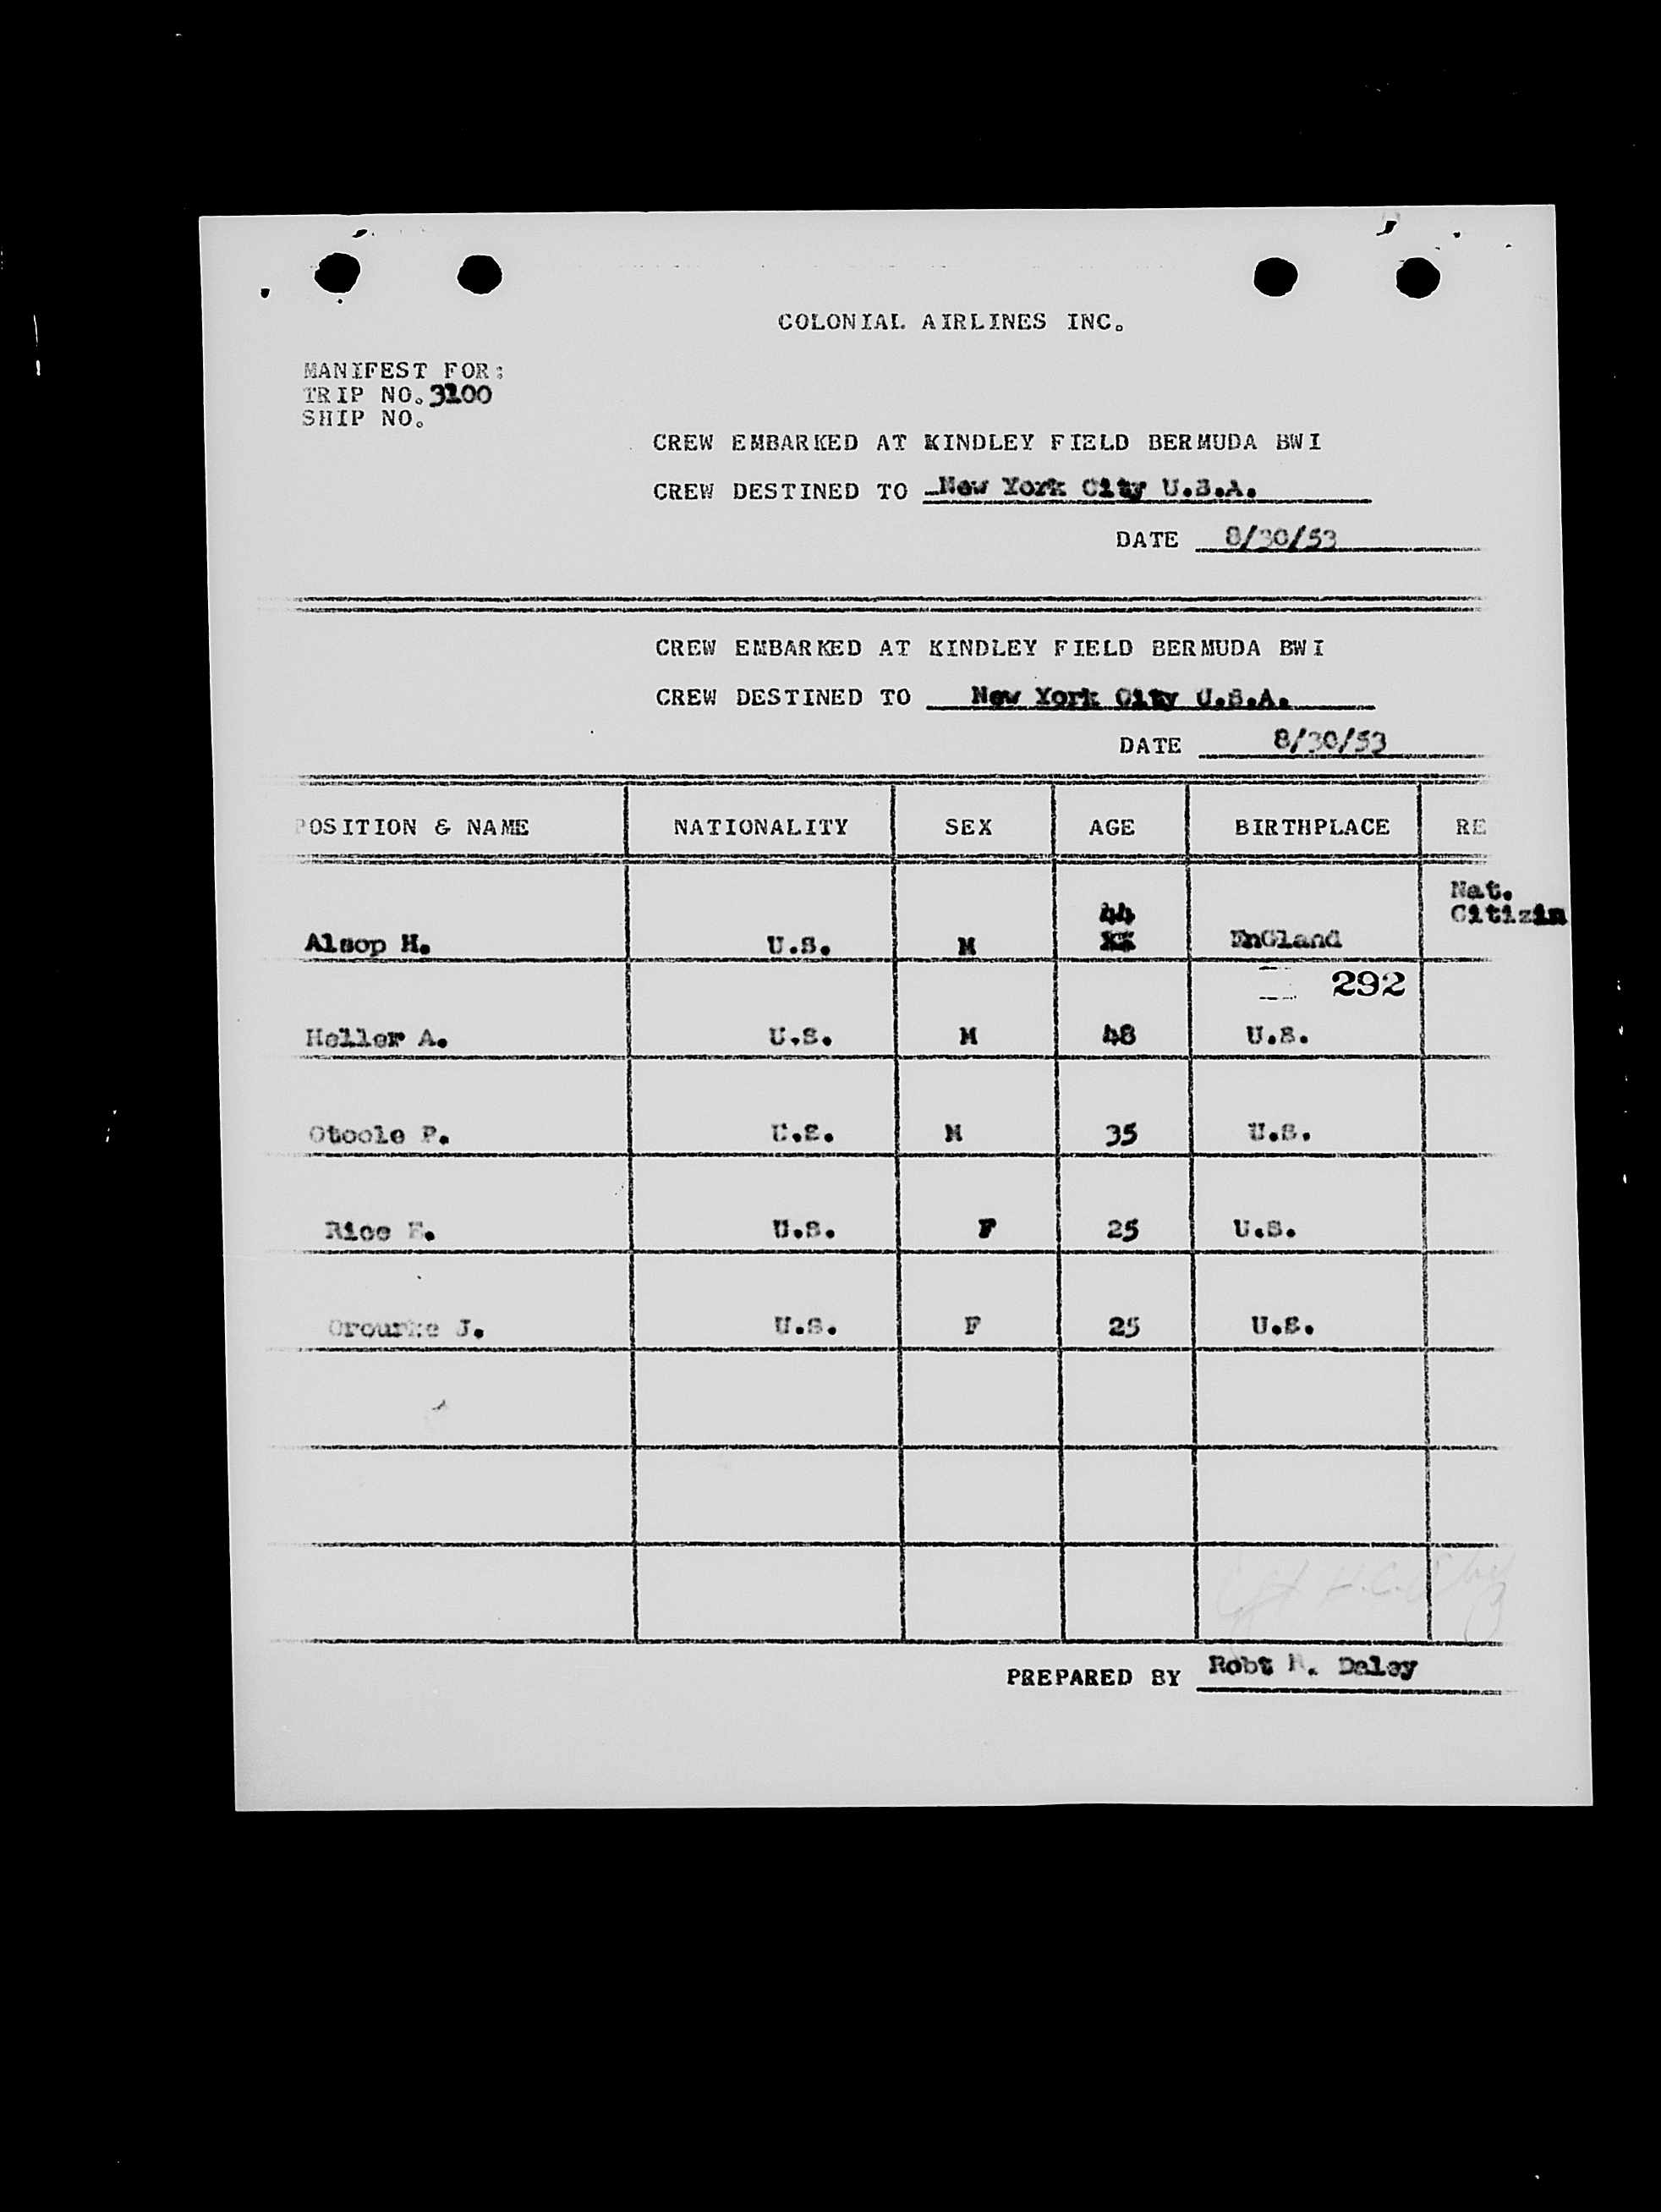 COLONIAL AIRLINES INC.
MANIFEST FOR:
TRIP NO. 3100
SHIP NO.
CREW EMBARKED AT KINDLEY FIELD BERMUDA BWI
CREW DESTINED TO New York City U.S.A.
DATE 8/30/53
CREW EMBARKED AT KINDLEY FIELD BERMUDA BWI
CREW DESTINED TO New York City U.S.A.
DATE 8/30/53
POSITION & NAME NATIONALITY SEX AGE BIRTHPLACE RE
Nat.
44 Citizin
Alsop H. U.S. M EnGland
292
Heller A. U.S. M 48 U.S.
Otoole P. U.S. M 35 U.S.
Rice U.S. F 25 U.S.
Orourke J. U.S. F 25 U.S.
PREPARED BY Robt Daley